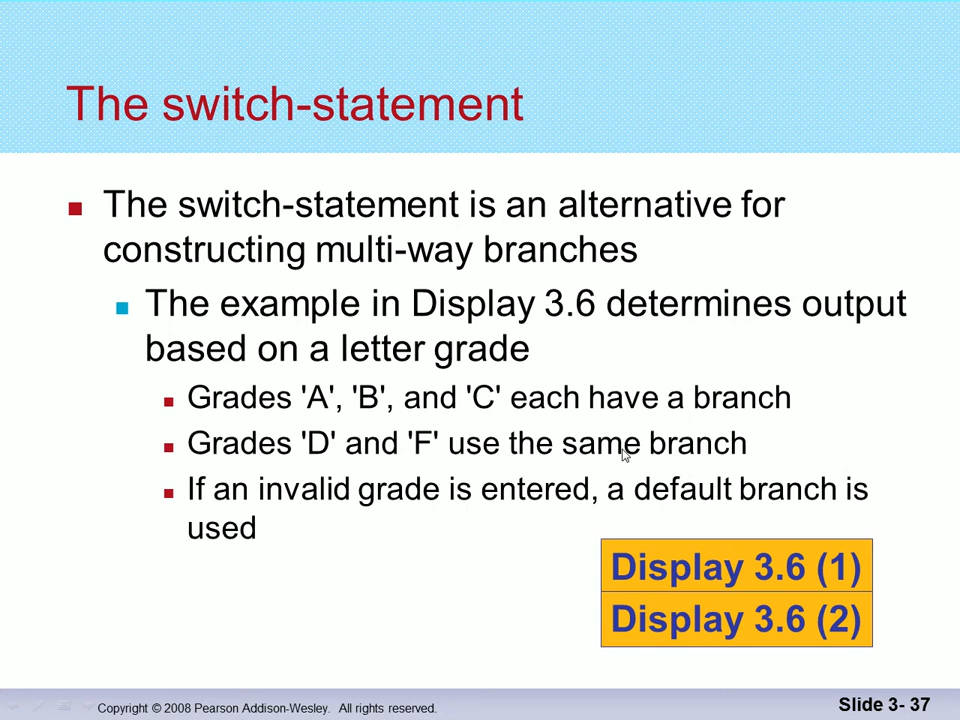 The switch-statement
The switch-statement is an alternative for
constructing multi-way branches
The example in Display 3.6 determines output
based on a letter grade
Grades 'A', 'B', and 'C' each have a branch
Grades 'D' and 'F' use the same branch
If an invalid grade is entered, a default branch is
used
Display 3.6 (1)
Display 3.6 (2)
Copyright © 2008 Pearson Addison-Wesley. All rights reserved.
Slide 3- 37